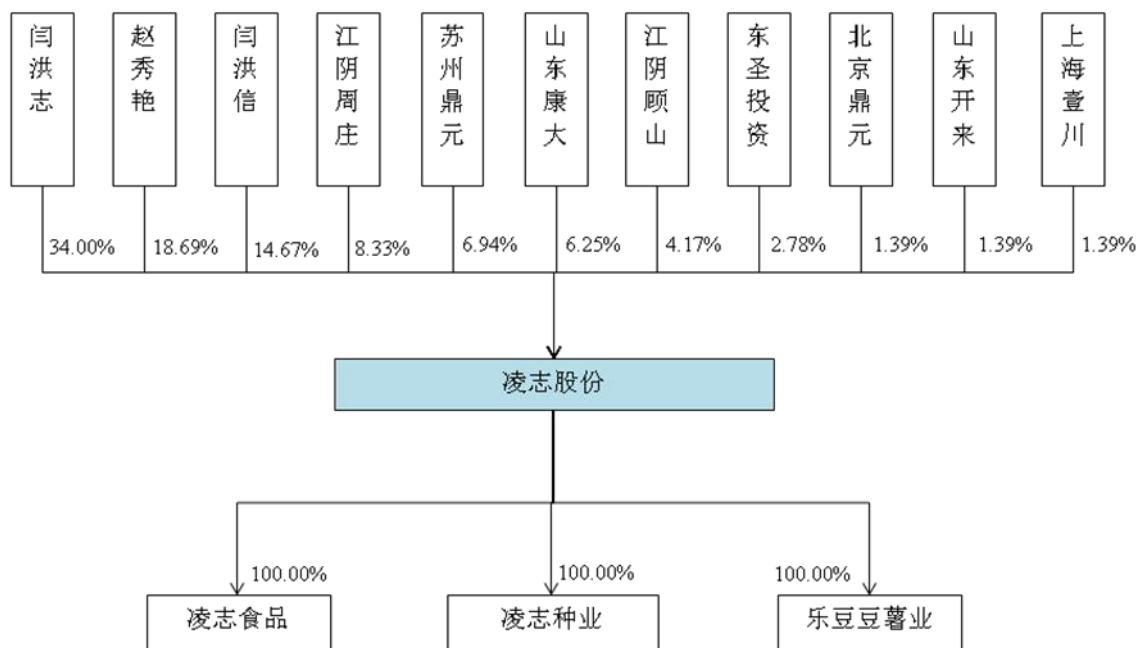 闫洪志
赵秀艳
闫洪信
江阴周庄
苏州鼎元
山东康大
江阴顾山
东圣投资
北京鼎元
山东开来
上海壹川
34.00%
18.69%
14.67%
8.33%
6.94%
6.25%
4.17%
2.78%
1.39%
1.39%
1.39%
凌志股份
100.00%
100.00%
100.00%
凌志食品
凌志种业
乐豆豆薯业